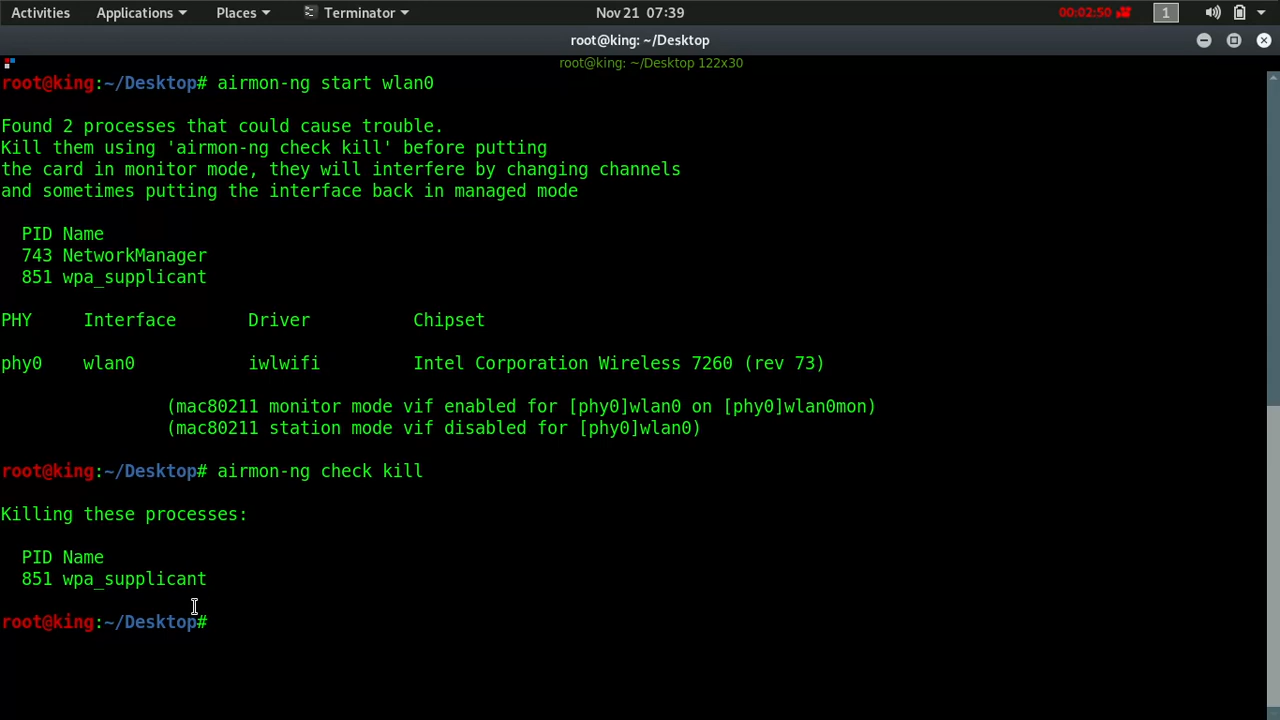 Activities Applications Places Terminator Nov 21 07:39 00:02:50 1
root@king: ~/Desktop
root@king: ~/Desktop 122x30
root@king:~/Desktop# airmon-ng start wlan0
Found 2 processes that could cause trouble.
Kill them using 'airmon-ng check kill' before putting
the card in monitor mode, they will interfere by changing channels
and sometimes putting the interface back in managed mode
PID Name
743 NetworkManager
851 wpa_supplicant
PHY Interface Driver Chipset
phy0 wlan0 iwlwifi Intel Corporation Wireless 7260 (rev 73)
(mac80211 monitor mode vif enabled for [phy0]wlan0 on [phy0]wlan0mon)
(mac80211 station mode vif disabled for [phy0]wlan0)
root@king:~/Desktop# airmon-ng check kill
Killing these processes:
PID Name
851 wpa_supplicant
root@king:~/Desktop#